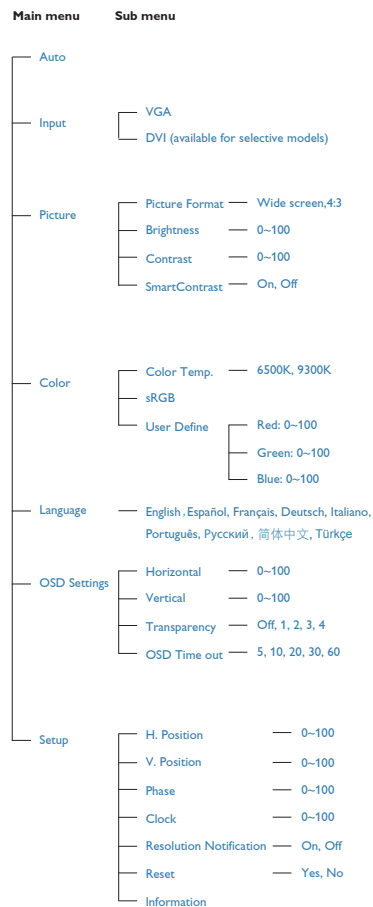 Main menu Sub menu
Auto
Input
VGA
DVI (available for selective models)
Picture
Picture Format Wide screen,4:3
Brightness 0~100
Contrast 0~100
SmartContrast On, Off
Color
Color Temp. 6500K, 9300K
sRGB
User Define Red: 0~100
Green: 0~100
Blue: 0~100
Language English , Español, Français, Deutsch, Italiano,
Português, Русский , 简体中文, Türkçe
OSD Settings
Horizontal 0~100
Vertical 0~100
Transparency Off, 1, 2, 3, 4
OSD Time out 5, 10, 20, 30, 60
Setup
H. Position 0~100
V. Position 0~100
Phase 0~100
Clock 0~100
Resolution Notification On, Off
Reset Yes, No
Information